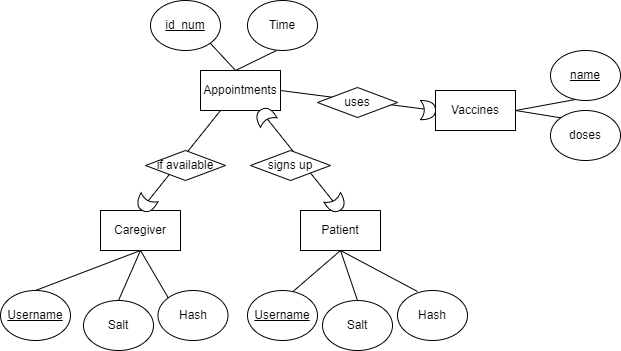 id_num
Time
Appointments
name
uses
Vaccines
doses
if available
signs up
Caregiver
Patient
Username
Salt
Hash
Username
Salt
Hash